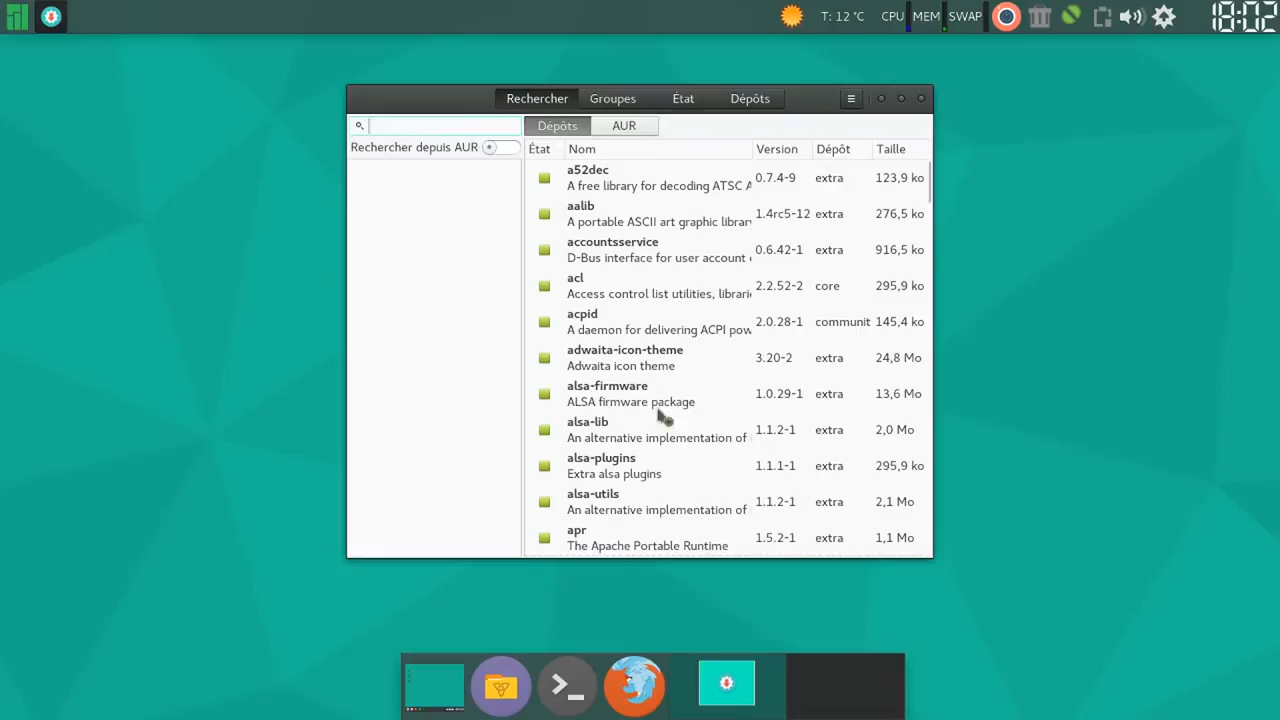 T: 12 °C CPU MEM SWAP 18:02
Rechercher Groupes État Dépôts
Dépôts AUR
Rechercher depuis AUR
État Nom Version Dépôt Taille
a52dec
A free library for decoding ATSC A
0.7.4-9 extra 123,9 ko
aalib
A portable ASCII art graphic library
1.4rc5-12 extra 276,5 ko
accountsservice
D-Bus interface for user account
0.6.42-1 extra 916,5 ko
acl
Access control list utilities, librari
2.2.52-2 core 295,9 ko
acpid
A daemon for delivering ACPI pow
2.0.28-1 communit 145,4 ko
adwaita-icon-theme
Adwaita icon theme
3.20-2 extra 24,8 Mo
alsa-firmware
ALSA firmware package
1.0.29-1 extra 13,6 Mo
alsa-lib
An alternative implementation of
1.1.2-1 extra 2,0 Mo
alsa-plugins
Extra alsa plugins
1.1.1-1 extra 295,9 ko
alsa-utils
An alternative implementation of
1.1.2-1 extra 2,1 Mo
apr
The Apache Portable Runtime
1.5.2-1 extra 1,1 Mo